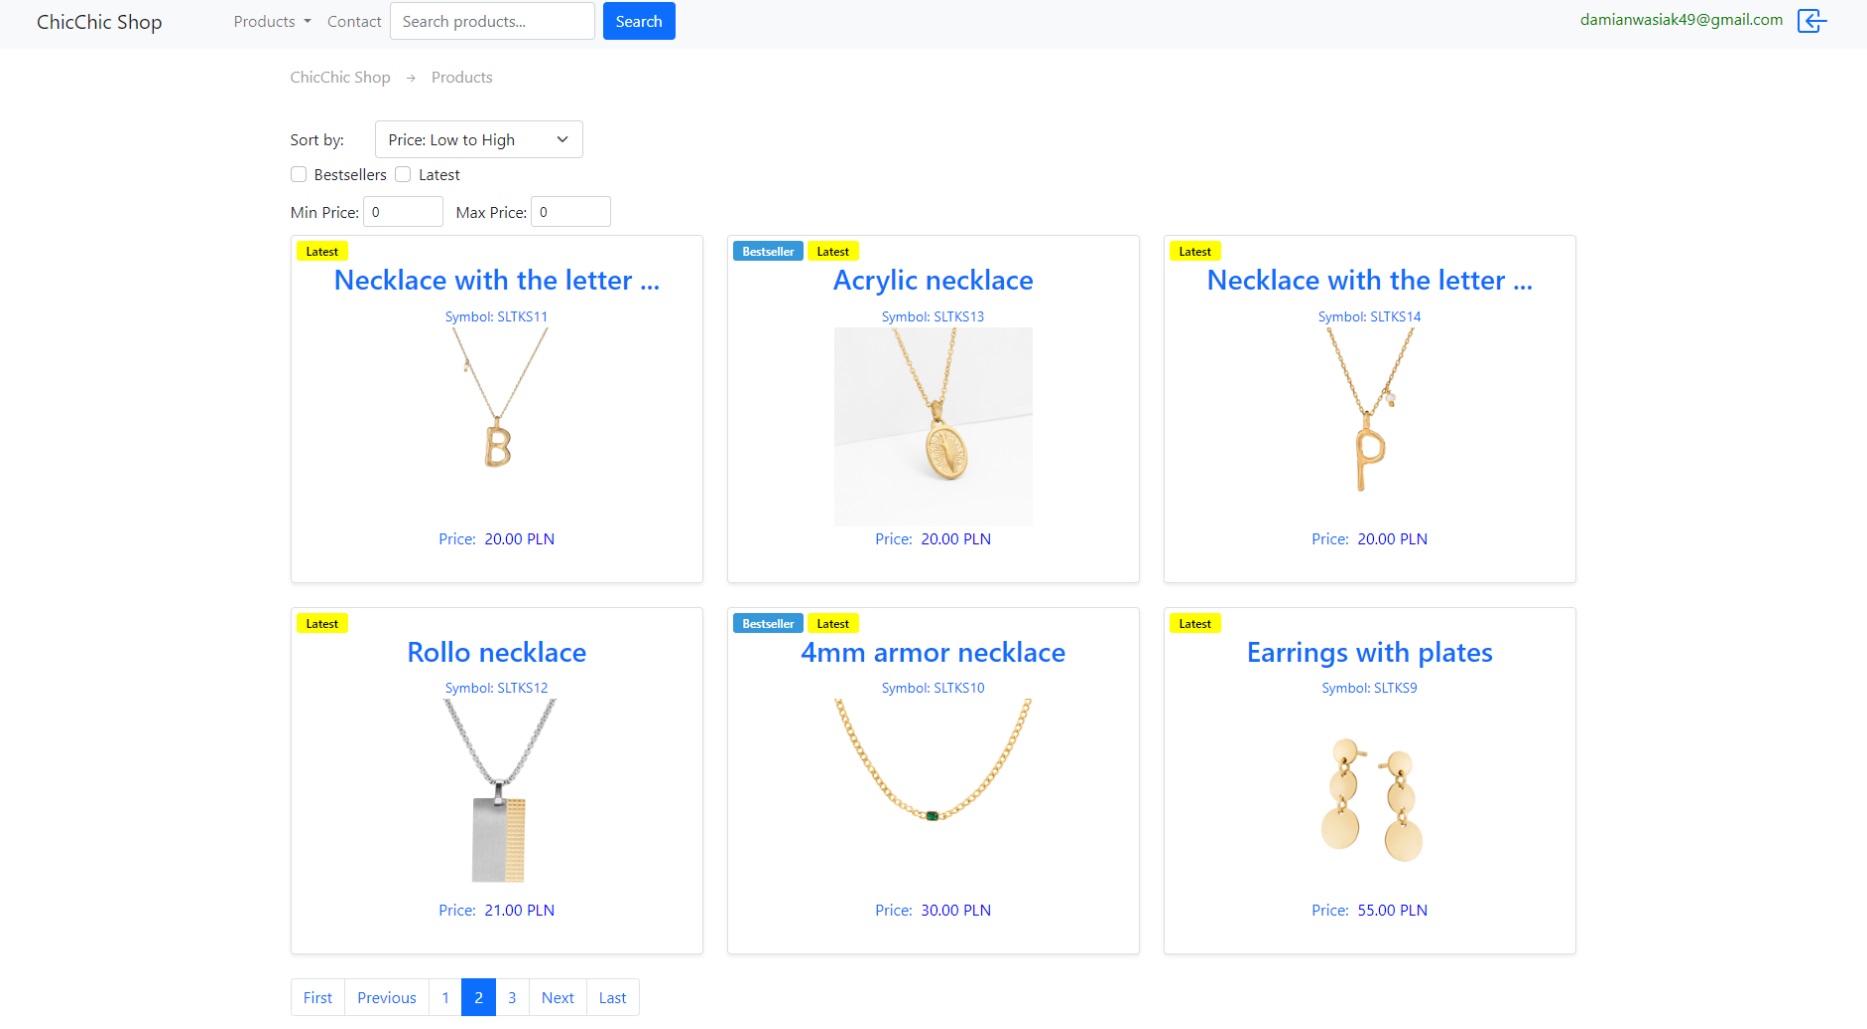 ChicChic Shop Products Contact Search products... Search damianwasiak49@gmail.com
ChicChic Shop → Products
Sort by: Price: Low to High
Bestsellers Latest
Min Price: 0 Max Price: 0
Latest
Necklace with the letter ...
Symbol: SLTKS11
B
Price: 20.00 PLN
Bestseller Latest
Acrylic necklace
Symbol: SLTKS13
Price: 20.00 PLN
Latest
Necklace with the letter ...
Symbol: SLTKS14
P
Price: 20.00 PLN
Latest
Rollo necklace
Symbol: SLTKS12
Price: 21.00 PLN
Bestseller Latest
4mm armor necklace
Symbol: SLTKS10
Price: 30.00 PLN
Latest
Earrings with plates
Symbol: SLTKS9
Price: 55.00 PLN
First Previous 1 2 3 Next Last